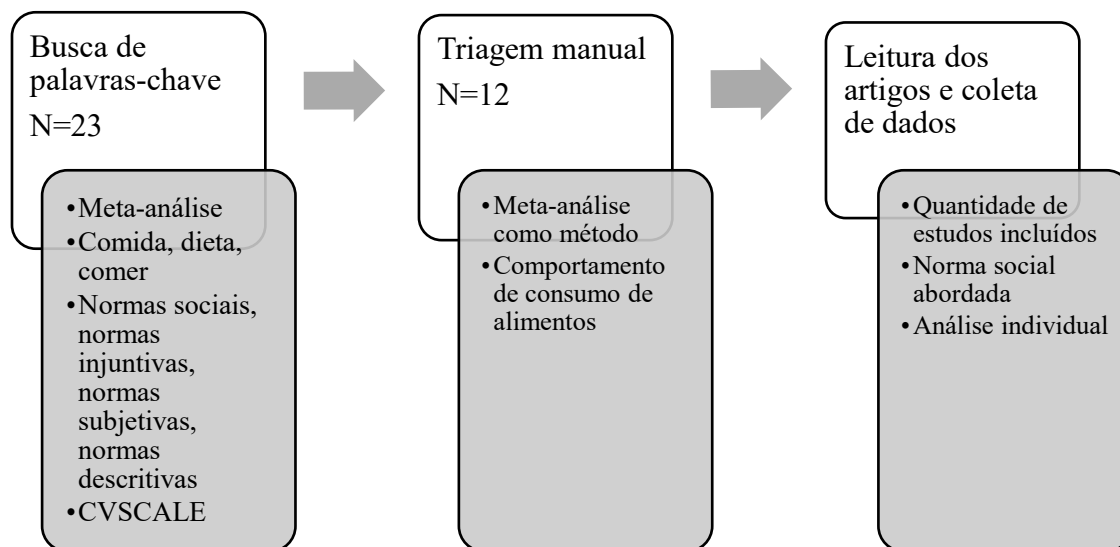 Busca de
palavras-chave
N=23
•Meta-análise
•Comida, dieta,
comer
•Normas sociais,
normas
injuntivas,
normas
subjetivas,
normas
descritivas
•CVSCALE
Triagem manual
N=12
•Meta-análise
como método
•Comportamento
de consumo de
alimentos
Leitura dos
artigos e coleta
de dados
•Quantidade de
estudos incluídos
•Norma social
abordada
•Análise individual